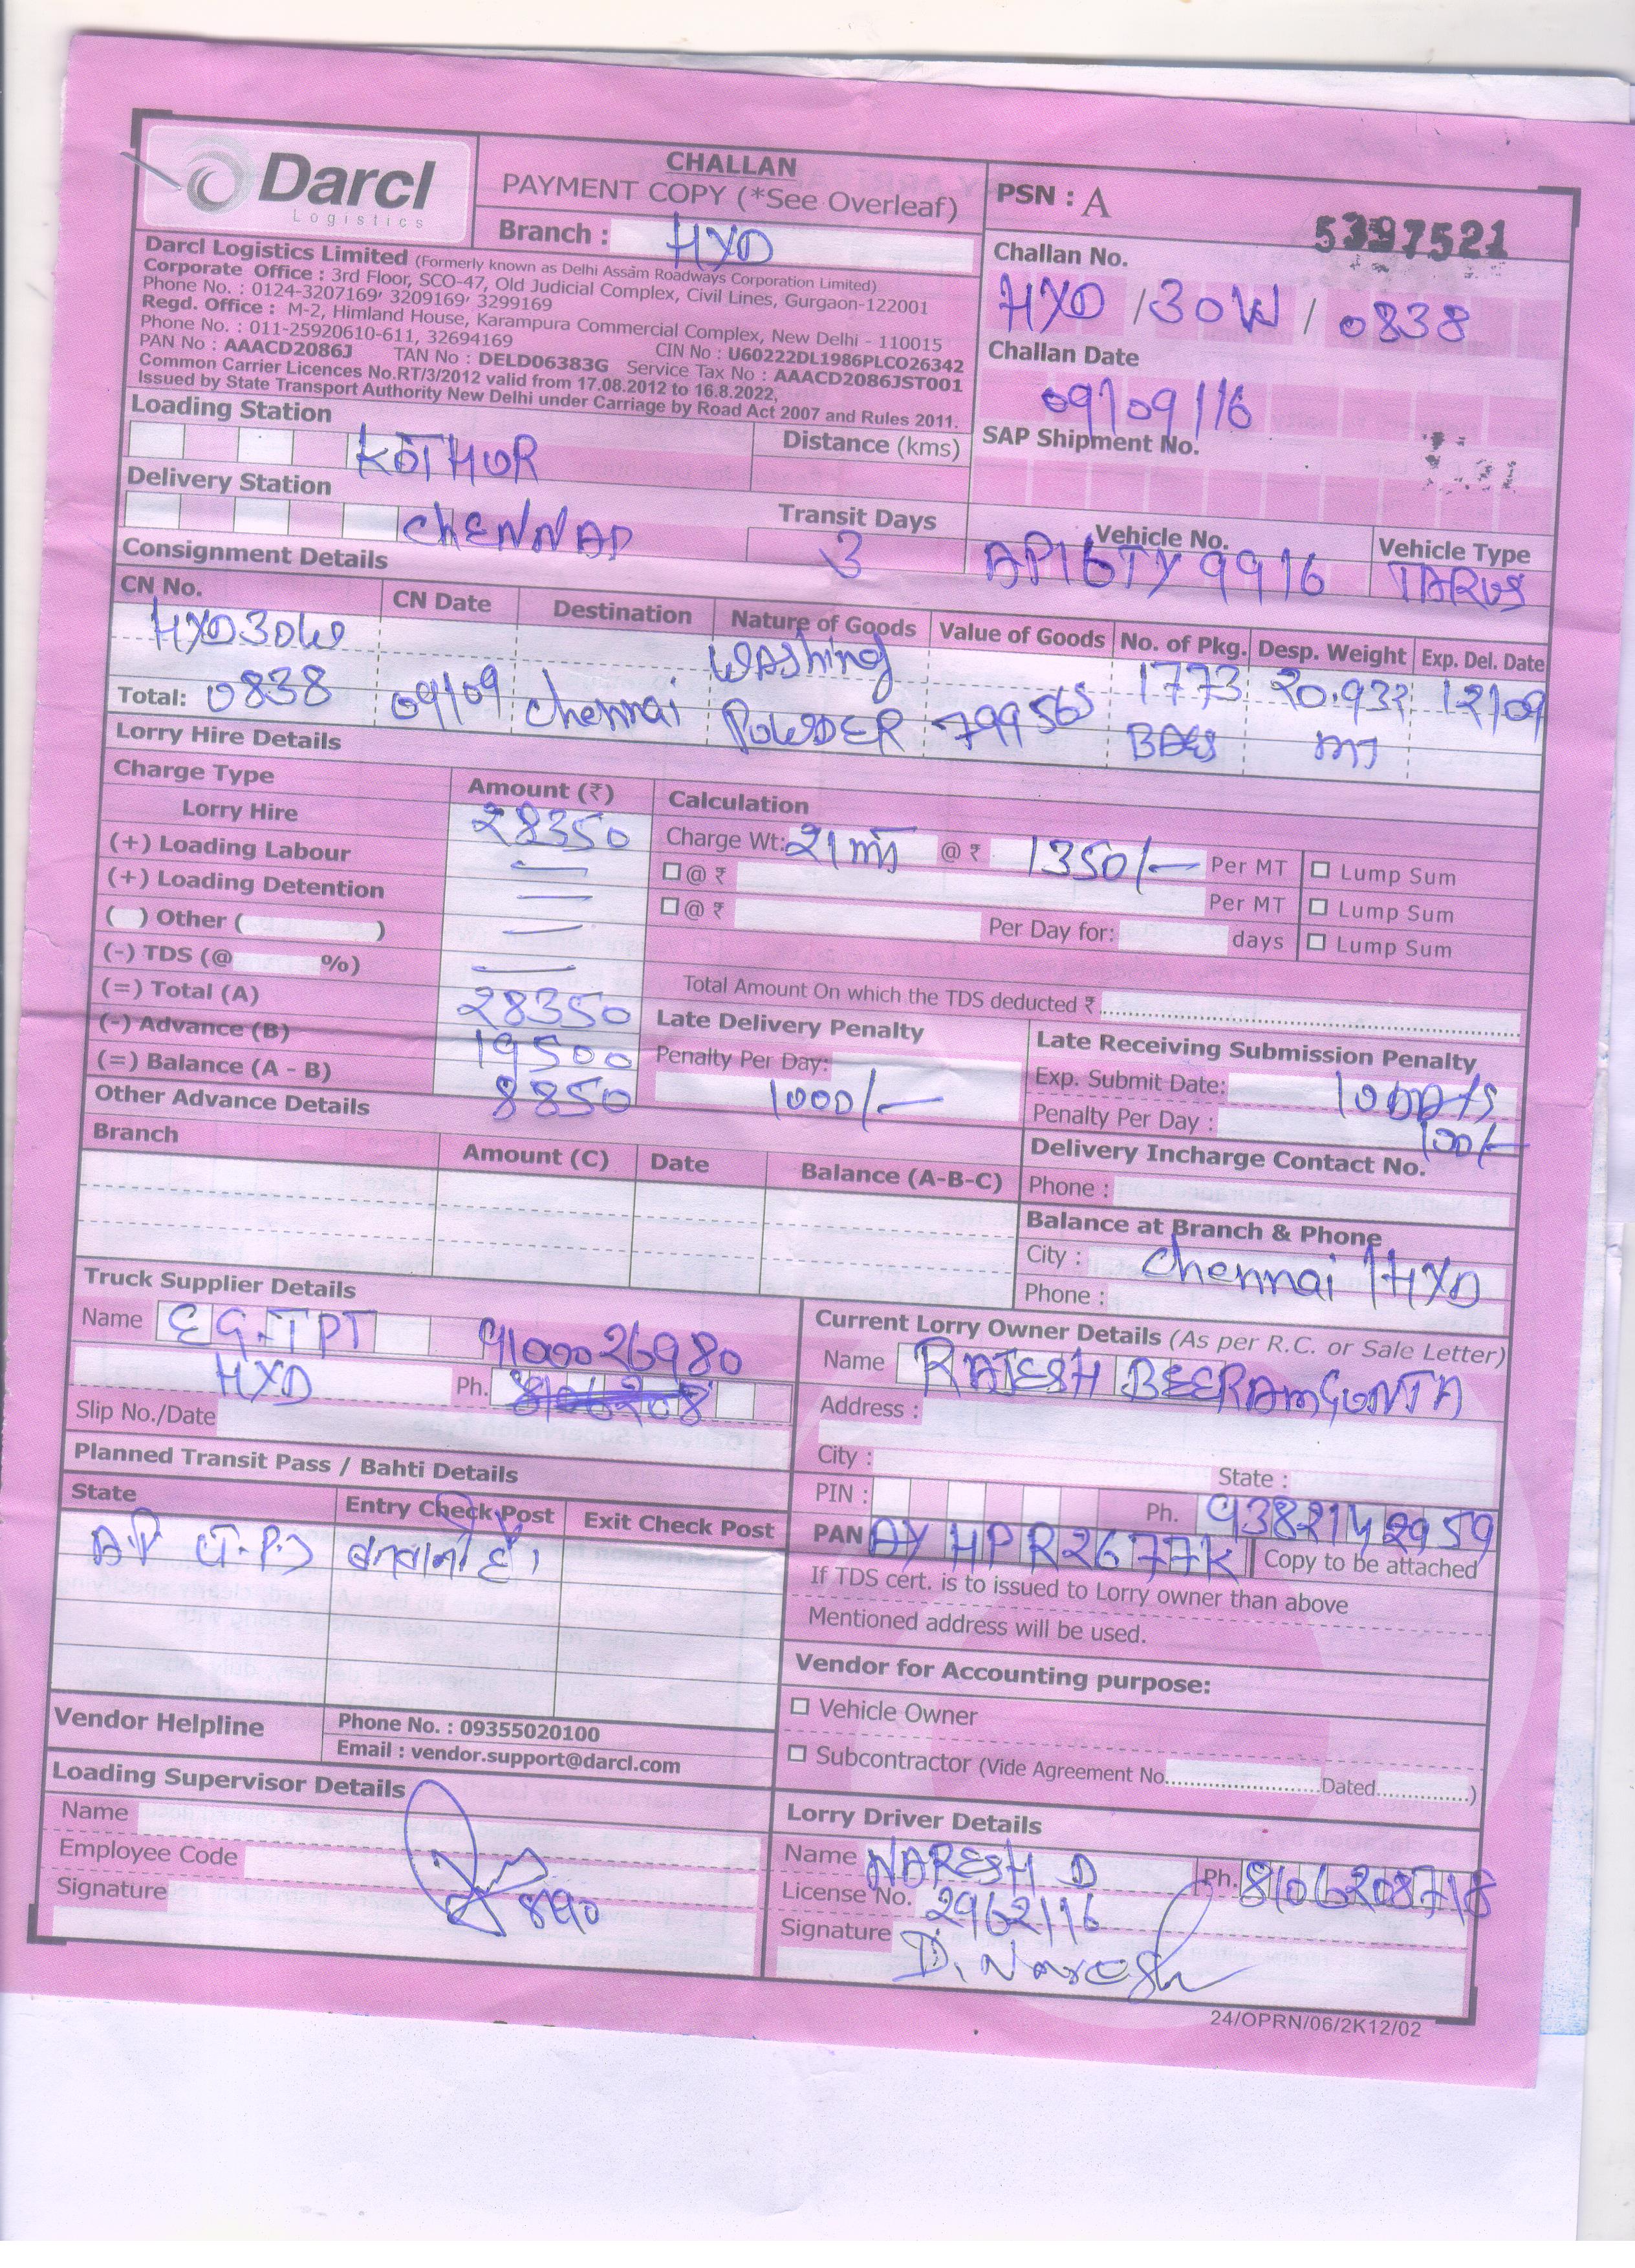 Darcl
Logistics
CHALLAN
PAYMENT COPY (*See Overleaf)
Branch : HXD
PSN : A
5397521
Darcl Logistics Limited (Formerly known as Delhi Assam Roadways Corporation Limited)
Corporate Office : 3rd Floor, SCO-47, Old Judicial Complex, Civil Lines, Gurgaon-122001
Phone No. : 0124-3207169, 3209169, 3299169
Regd. Office : M-2, Himland House, Karampura Commercial Complex, New Delhi - 110015
Phone No. : 011-25920610-611, 32694169
CIN No : U60222DL1986PLCO26342
PAN No : AAACD2086J TAN No : DELD06383G Service Tax No : AAACD2086JST001
Common Carrier Licences No.RT/3/2012 valid from 17.08.2012 to 16.8.2022,
Issued by State Transport Authority New Delhi under Carriage by Road Act 2007 and Rules 2011.
Challan No.
HXD /30W / 0838
Challan Date
09/09/16
SAP Shipment No.
Loading Station
KOTHUR
Distance (kms)
Delivery Station
CHENNAI
Transit Days
3
Vehicle No.
AP16TY 9916
Vehicle Type
TARUS
Consignment Details
CN No. CN Date Destination Nature of Goods Value of Goods No. of Pkg. Desp. Weight Exp. Del. Date
HXD30W Washing 1773 20.932 12/09
Total: 0838 09/09 Chennai POWDER 799565 BAGS MT
Lorry Hire Details
Charge Type Amount (₹) Calculation
Lorry Hire 28350 Charge Wt: 21 MT @ ₹ 1350/- Per MT Lump Sum
(+) Loading Labour — @ ₹ Per MT Lump Sum
(+) Loading Detention — @ ₹ Per Day for: days Lump Sum
( ) Other ( ) —
(-) TDS (@ %) —
Total Amount On which the TDS deducted ₹
(=) Total (A) 28350
(-) Advance (B) 19500
(=) Balance (A - B) 8850
Late Delivery Penalty
Penalty Per Day:
1000/-
Late Receiving Submission Penalty
Exp. Submit Date: 10 DAYS
Penalty Per Day : 100/-
Other Advance Details
Branch Amount (C) Date Balance (A-B-C)
Delivery Incharge Contact No.
Phone :
Balance at Branch & Phone
City : Chennai / HXD
Phone :
Truck Supplier Details
Name EG.TPT 9100026980
HXD Ph.
Slip No./Date
Current Lorry Owner Details (As per R.C. or Sale Letter)
Name RAJESH BEERAMGUNTA
Address :
City : State :
PIN : Ph. 9382142959
PAN AYHPR2677K Copy to be attached
If TDS cert. is to issued to Lorry owner than above
Mentioned address will be used.
Planned Transit Pass / Bahti Details
State Entry Check Post Exit Check Post
A.P
Vendor for Accounting purpose:
Vehicle Owner
Subcontractor (Vide Agreement No. Dated )
Vendor Helpline
Phone No. : 09355020100
Email : vendor.support@darcl.com
Loading Supervisor Details
Name
Employee Code
Signature
Lorry Driver Details
Name NARESH D Ph. 8106208718
License No. 2962/16
Signature D. Naresh
24/OPRN/06/2K12/02